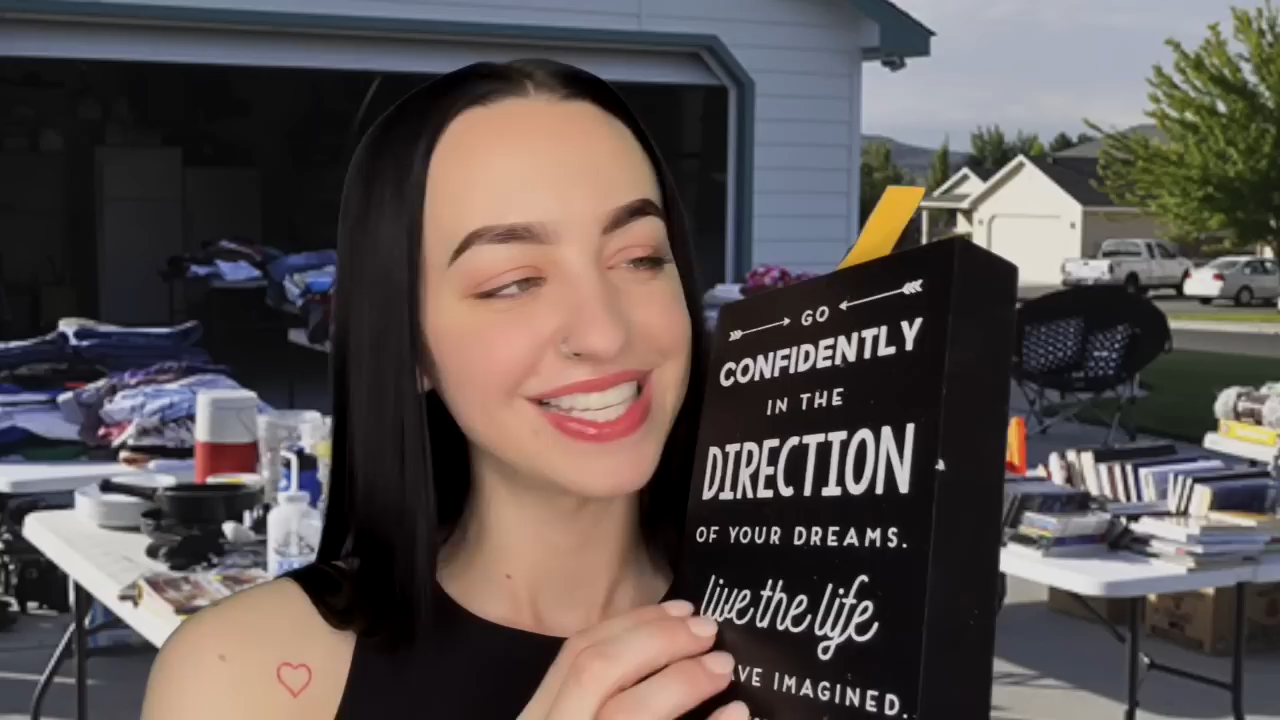 GO
CONFIDENTLY
IN THE
DIRECTION
OF YOUR DREAMS.
live the life
IMAGINED.